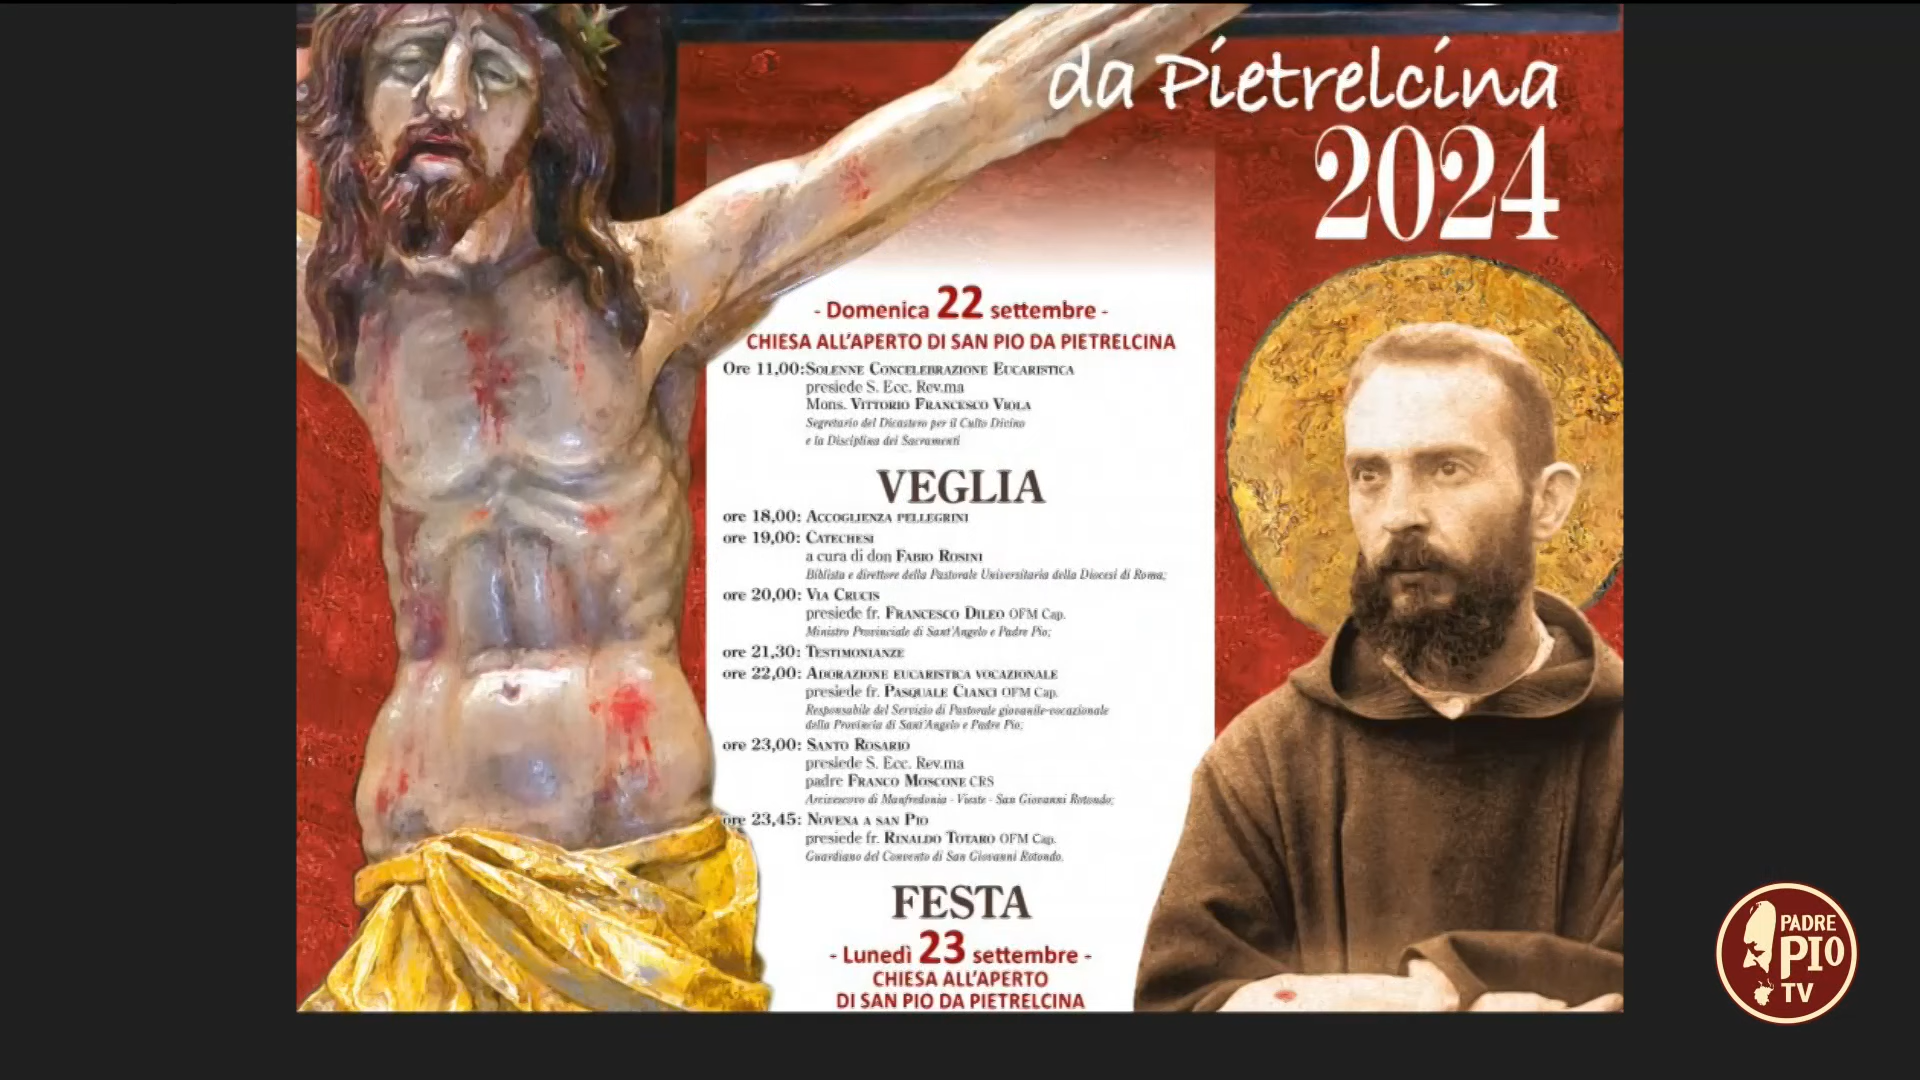 da Pietrelcina
2024
- Domenica 22 settembre -
CHIESA ALL'APERTO DI SAN PIO DA PIETRELCINA
Ore 11,00: SOLENNE CONCELEBRAZIONE EUCARISTICA
presiede S. Ecc. Rev.ma
Mons. VITTORIO FRANCESCO VIOLA
Segretario del Dicastero per il Culto Divino
e la Disciplina dei Sacramenti
VEGLIA
ore 18,00: ACCOGLIENZA PELLEGRINI
ore 19,00: CATECHESI
a cura di don FABIO ROSINI
Biblista e direttore della Pastorale Universitaria della Diocesi di Roma;
ore 20,00: VIA CRUCIS
presiede fr. FRANCESCO DILEO OFM Cap.
Ministro Provinciale di Sant'Angelo e Padre Pio;
ore 21,30: TESTIMONIANZE
ore 22,00: ADORAZIONE EUCARISTICA VOCAZIONALE
presiede fr. PASQUALE CIANCI OFM Cap.
Responsabile del Servizio di Pastorale giovanile-vocazionale
della Provincia di Sant'Angelo e Padre Pio;
ore 23,00: SANTO ROSARIO
presiede S. Ecc. Rev.ma
padre FRANCO MOSCONE CRS
Arcivescovo di Manfredonia - Vieste - San Giovanni Rotondo;
ore 23,45: NOVENA A SAN PIO
presiede fr. RINALDO TOTARO OFM Cap.
Guardiano del Convento di San Giovanni Rotondo.
FESTA
- Lunedì 23 settembre -
CHIESA ALL'APERTO
DI SAN PIO DA PIETRELCINA
PADRE
PIO
TV